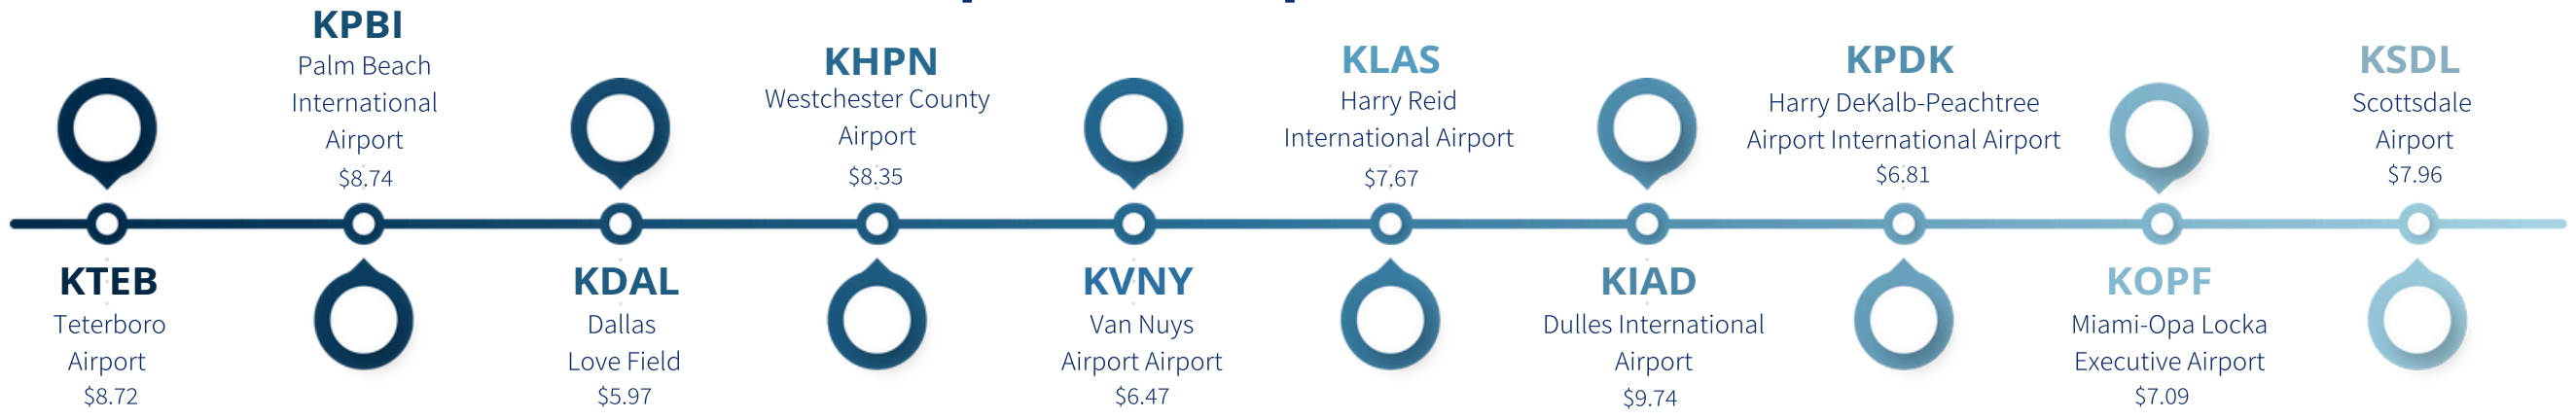 KTEB
Teterboro
Airport
$8.72
KPBI
Palm Beach
International
Airport
$8.74
KDAL
Dallas
Love Field
$5.97
KHPN
Westchester County
Airport
$8.35
KVNY
Van Nuys
Airport Airport
$6.47
KLAS
Harry Reid
International Airport
$7.67
KIAD
Dulles International
Airport
$9.74
KPDK
Harry DeKalb-Peachtree
Airport International Airport
$6.81
KOPF
Miami-Opa Locka
Executive Airport
$7.09
KSDL
Scottsdale
Airport
$7.96